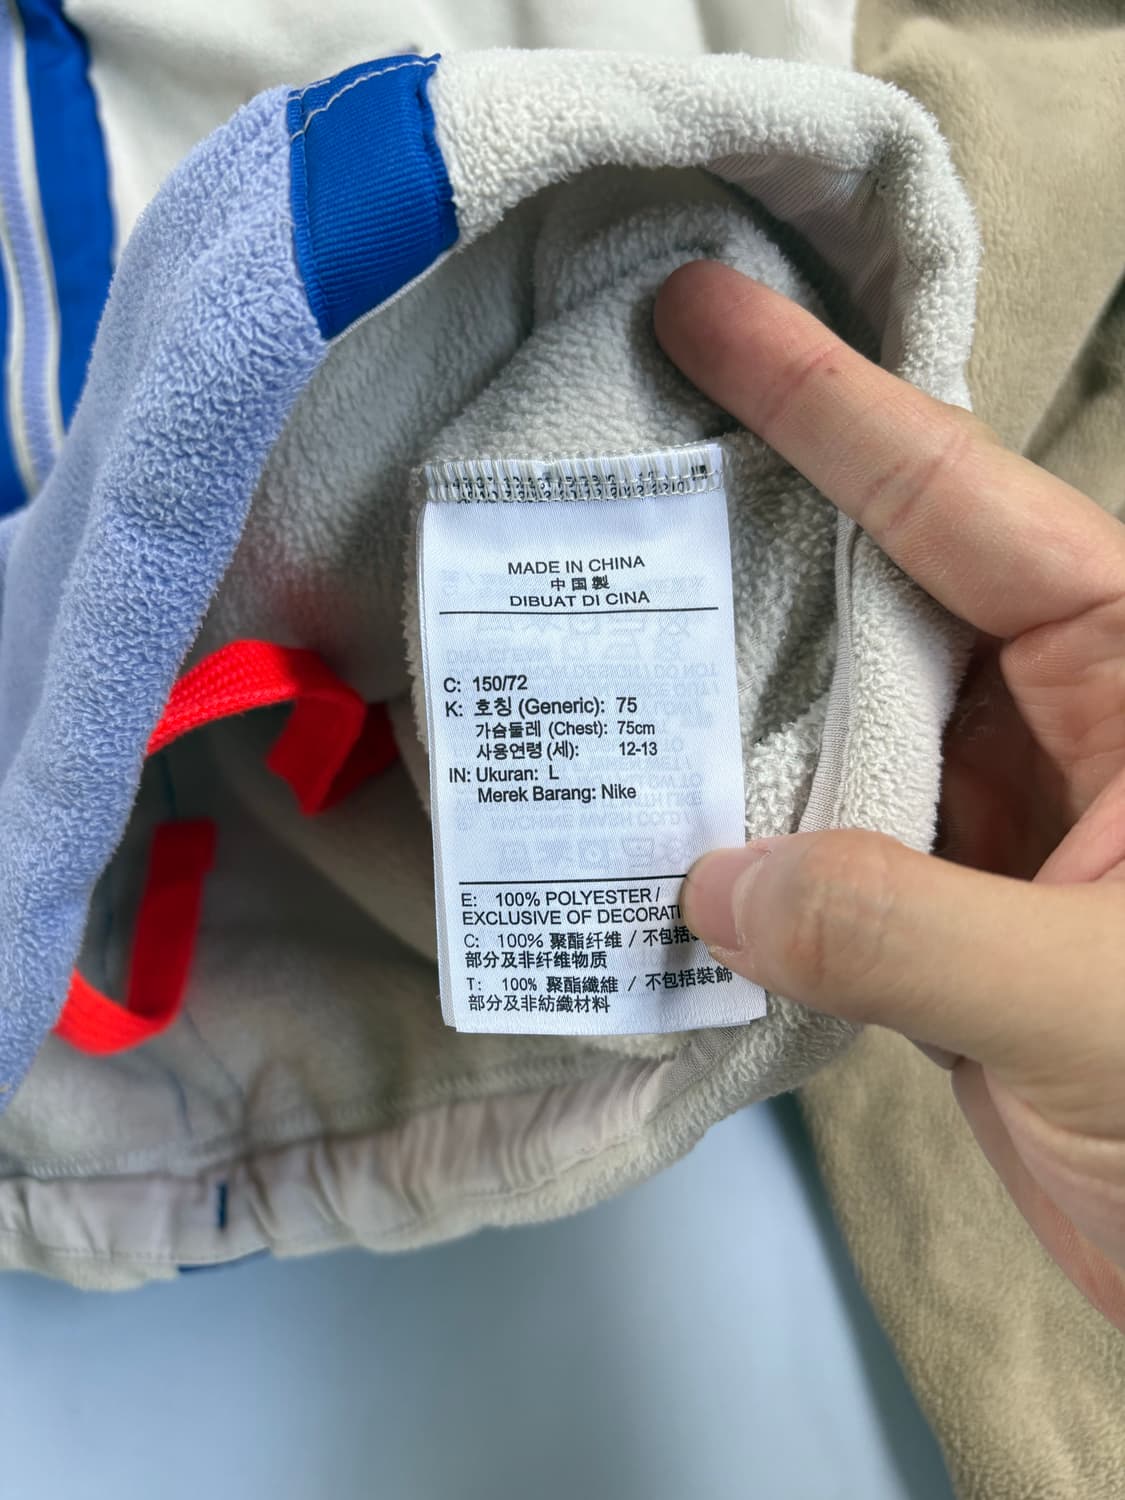 MADE IN CHINA
中国製
DIBUAT DI CINA
C: 150/72
K: 호칭 (Generic): 75
가슴둘레 (Chest): 75cm
사용연령 (세): 12-13
IN: Ukuran: L
Merek Barang: Nike
E: 100% POLYESTER /
EXCLUSIVE OF DECORATI
C: 100% 聚酯纤维 / 不包括
部分及非纤维物质
T: 100% 聚酯纖維 / 不包括裝飾
部分及非紡織材料